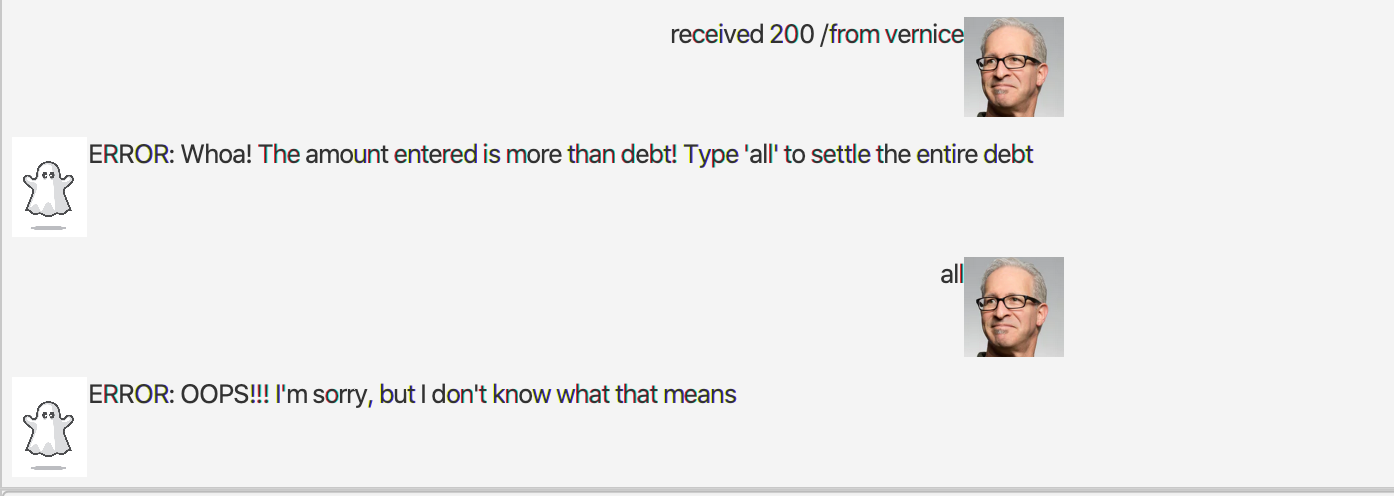 received 200 /from vernice
ERROR: Whoa! The amount entered is more than debt! Type 'all' to settle the entire debt
all
ERROR: OOPS!!! I'm sorry, but I don't know what that means